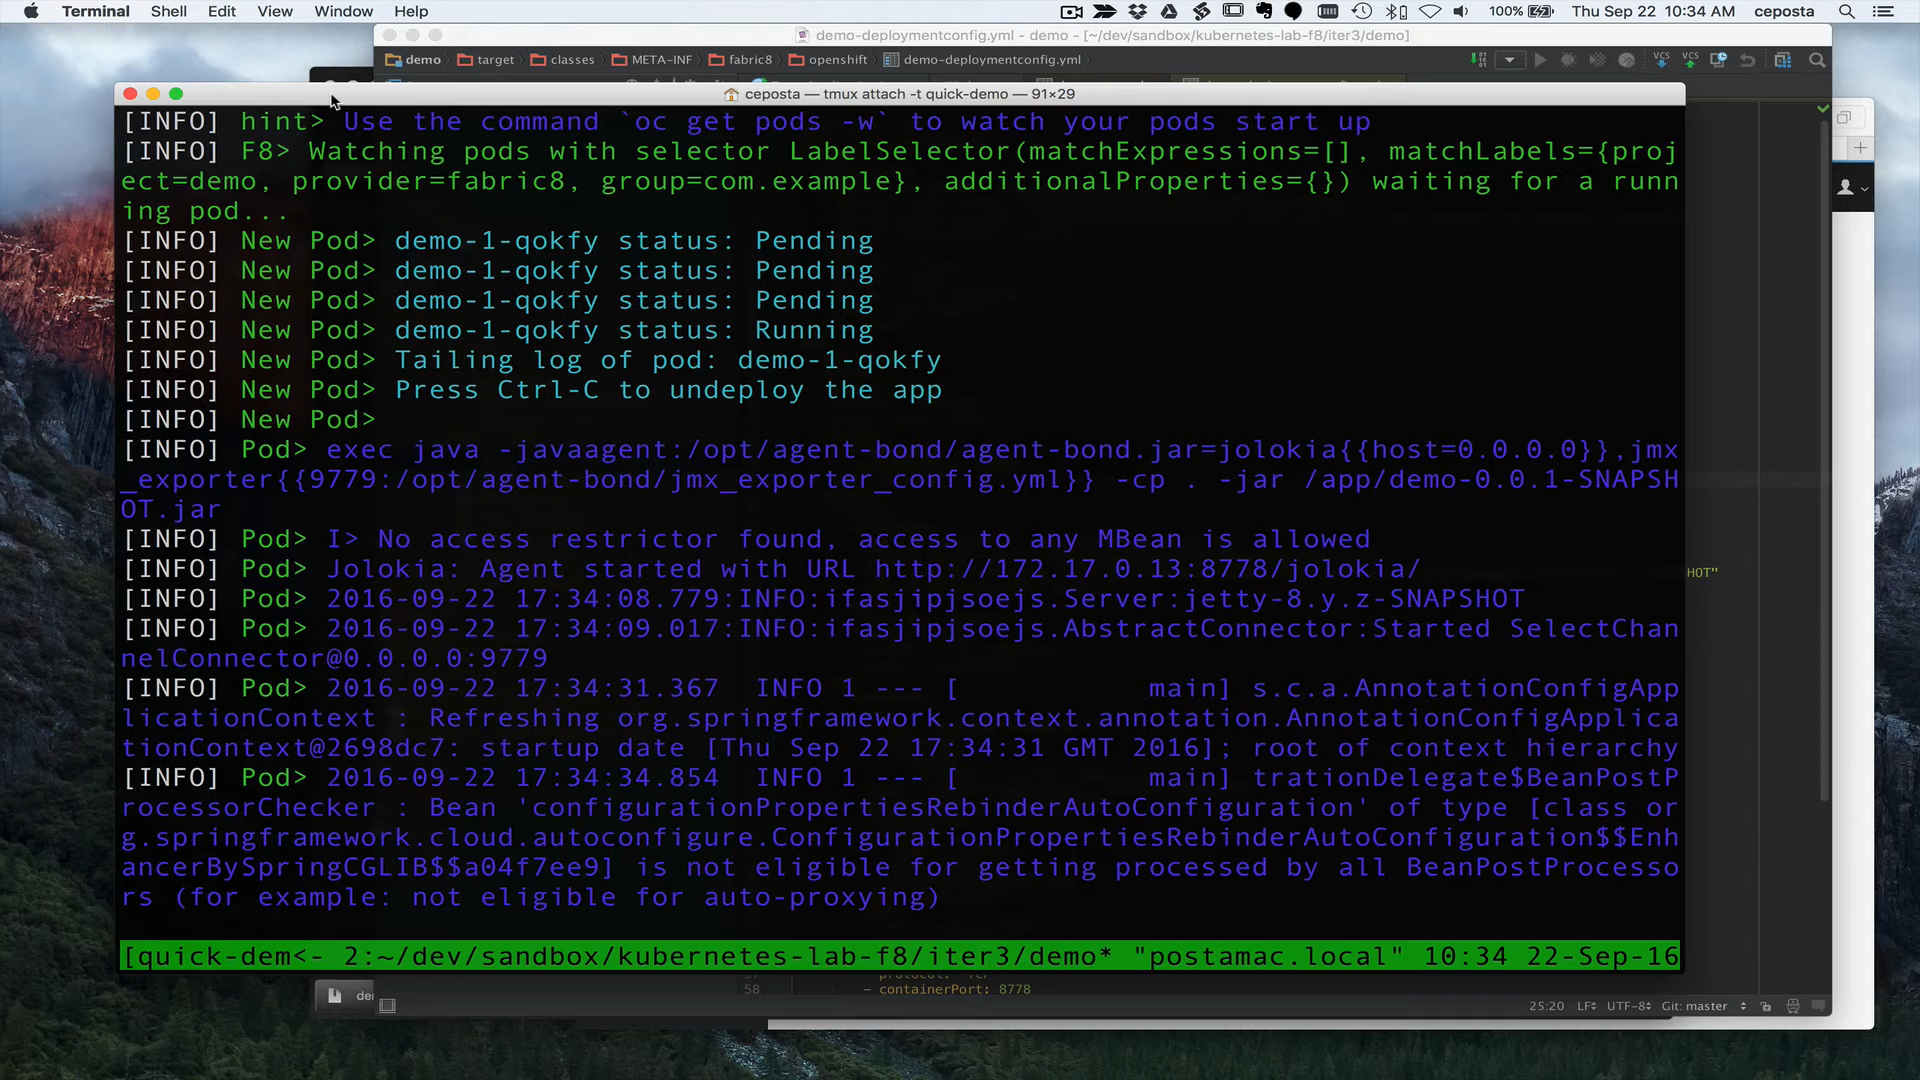 Terminal Shell Edit View Window Help 100% Thu Sep 22 10:34 AM ceposta
demo-deploymentconfig.yml - demo - [~/dev/sandbox/kubernetes-lab-f8/iter3/demo]
demo target classes META-INF fabric8 openshift demo-deploymentconfig.yml
ceposta — tmux attach -t quick-demo — 91×29
[INFO] hint> Use the command `oc get pods -w` to watch your pods start up
[INFO] F8> Watching pods with selector LabelSelector(matchExpressions=[], matchLabels={proj
ect=demo, provider=fabric8, group=com.example}, additionalProperties={}) waiting for a runn
ing pod...
[INFO] New Pod> demo-1-qokfy status: Pending
[INFO] New Pod> demo-1-qokfy status: Pending
[INFO] New Pod> demo-1-qokfy status: Pending
[INFO] New Pod> demo-1-qokfy status: Running
[INFO] New Pod> Tailing log of pod: demo-1-qokfy
[INFO] New Pod> Press Ctrl-C to undeploy the app
[INFO] New Pod>
[INFO] Pod> exec java -javaagent:/opt/agent-bond/agent-bond.jar=jolokia{{host=0.0.0.0}},jmx
_exporter{{9779:/opt/agent-bond/jmx_exporter_config.yml}} -cp . -jar /app/demo-0.0.1-SNAPSH
OT.jar
[INFO] Pod> I> No access restrictor found, access to any MBean is allowed
[INFO] Pod> Jolokia: Agent started with URL http://172.17.0.13:8778/jolokia/
[INFO] Pod> 2016-09-22 17:34:08.779:INFO:ifasjipjsoejs.Server:jetty-8.y.z-SNAPSHOT
[INFO] Pod> 2016-09-22 17:34:09.017:INFO:ifasjipjsoejs.AbstractConnector:Started SelectChan
nelConnector@0.0.0.0:9779
[INFO] Pod> 2016-09-22 17:34:31.367  INFO 1 --- [           main] s.c.a.AnnotationConfigApp
licationContext : Refreshing org.springframework.context.annotation.AnnotationConfigApplica
tionContext@2698dc7: startup date [Thu Sep 22 17:34:31 GMT 2016]; root of context hierarchy
[INFO] Pod> 2016-09-22 17:34:34.854  INFO 1 --- [           main] trationDelegate$BeanPostP
rocessorChecker : Bean 'configurationPropertiesRebinderAutoConfiguration' of type [class or
g.springframework.cloud.autoconfigure.ConfigurationPropertiesRebinderAutoConfiguration$$Enh
ancerBySpringCGLIB$$a04f7ee9] is not eligible for getting processed by all BeanPostProcesso
rs (for example: not eligible for auto-proxying)
[quick-dem<- 2:~/dev/sandbox/kubernetes-lab-f8/iter3/demo* "postamac.local" 10:34 22-Sep-16
HOT"
58 - containerPort: 8778
25:20 LF÷ UTF-8÷ Git: master